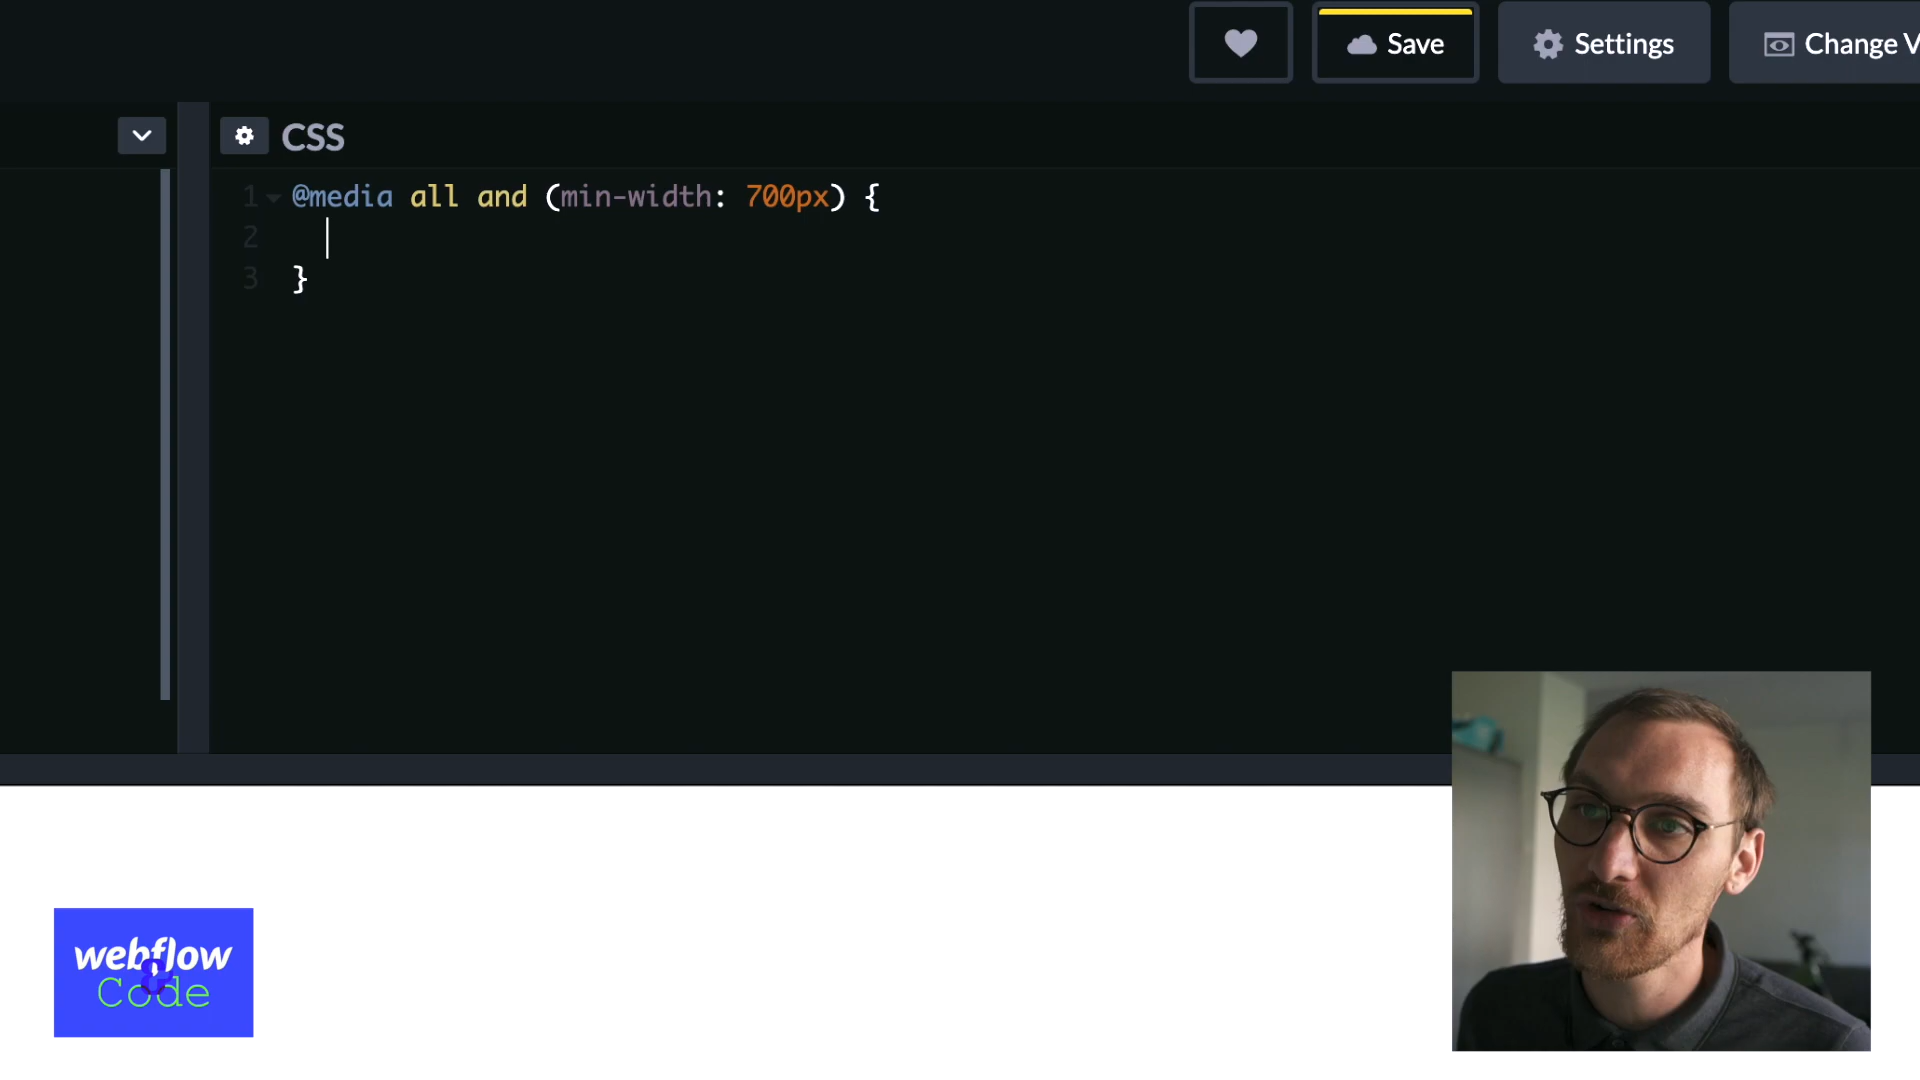 Save
Settings
Change V
CSS
1 @media all and (min-width: 700px) {
2
3 }
webflow
&
Code